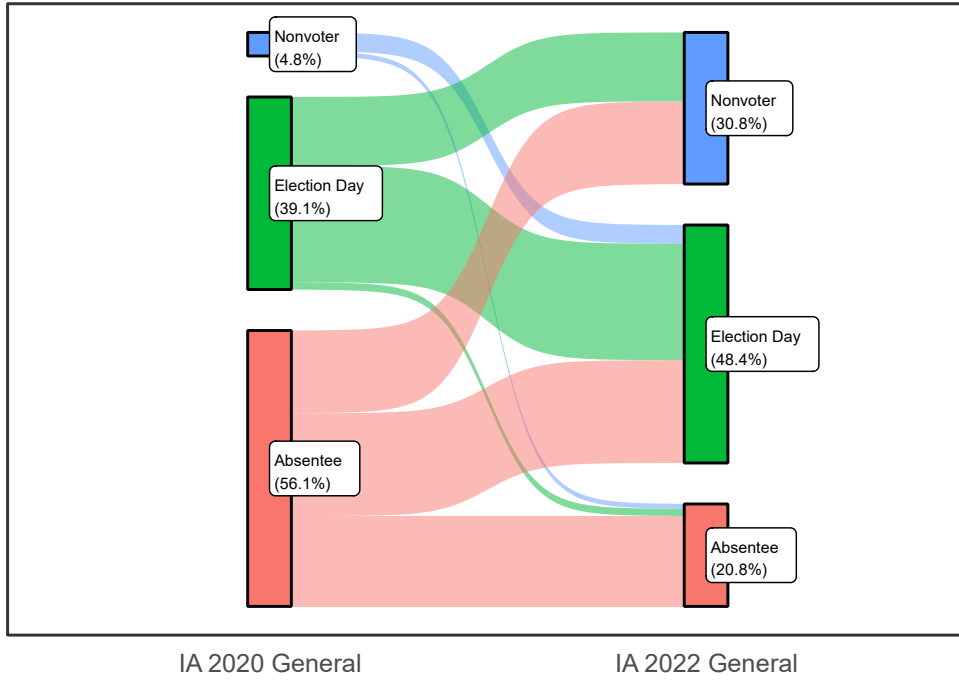 Nonvoter
(4.8%)
Election Day
(39.1%)
Absentee
(56.1%)
Nonvoter
(30.8%)
Election Day
(48.4%)
Absentee
(20.8%)
IA 2020 General
IA 2022 General